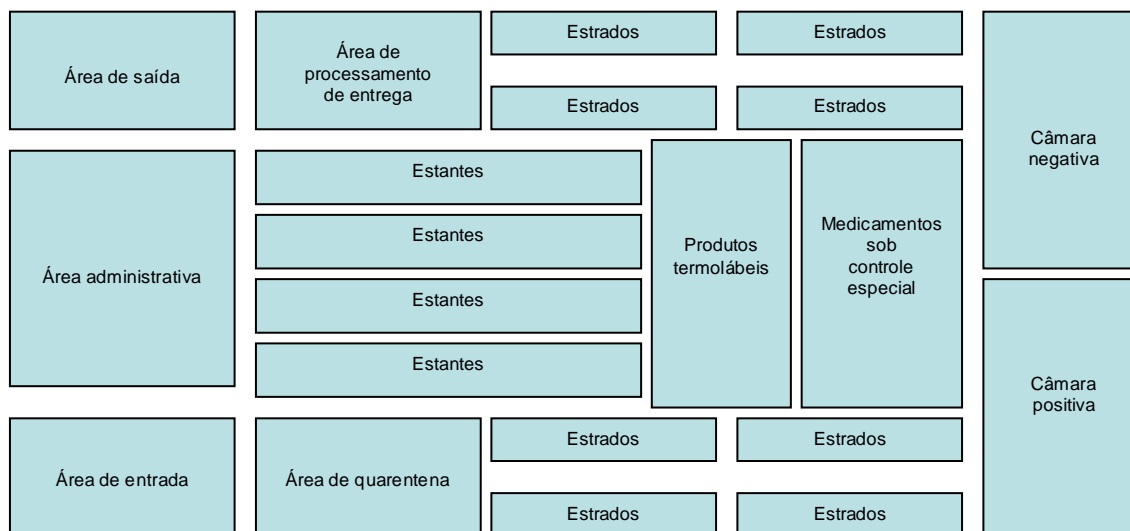 Área de saída
Área de
processamento
de entrega
Estrados
Estrados
Estrados
Estrados
Câmara
negativa
Área administrativa
Estantes
Estantes
Estantes
Estantes
Produtos
termolábeis
Medicamentos
sob
controle
especial
Câmara
positiva
Área de entrada
Área de quarentena
Estrados
Estrados
Estrados
Estrados